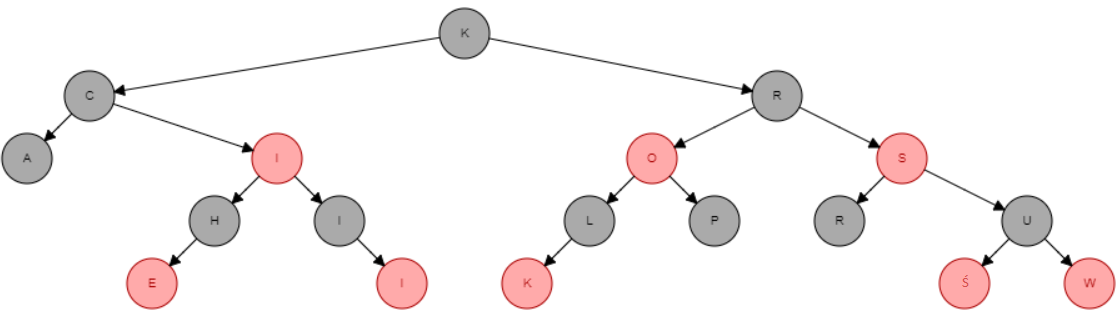 K
C R
A I O S
H I L P R U
E I K Ś W